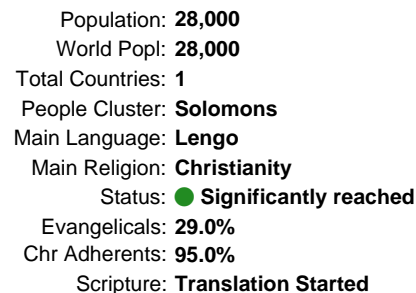 Population: 28,000
World Popl: 28,000
Total Countries: 1
People Cluster: Solomons
Main Language: Lengo
Main Religion: Christianity
Status: Significantly reached
Evangelicals: 29.0%
Chr Adherents: 95.0%
Scripture: Translation Started